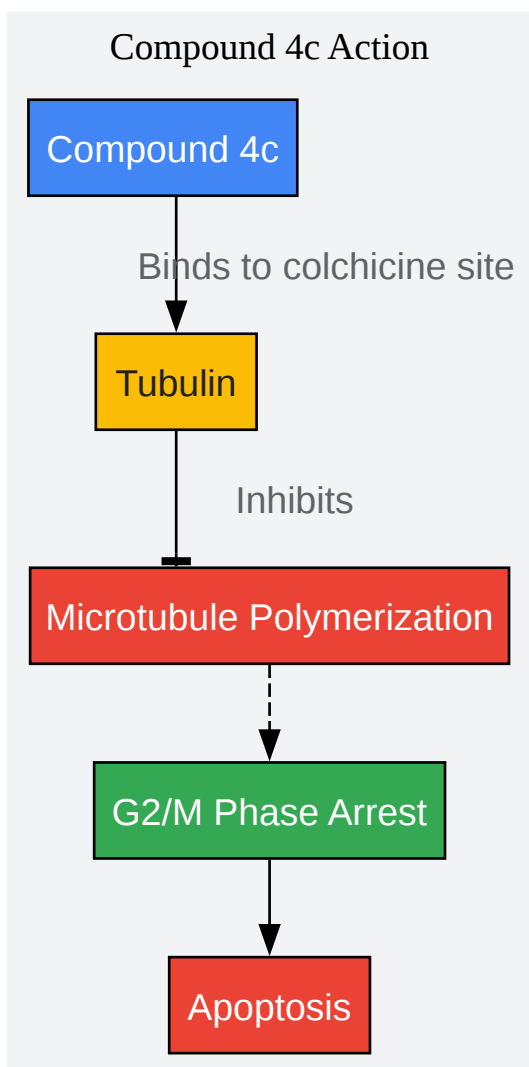 Compound 4c Action
Compound 4c
Binds to colchicine site
Tubulin
Inhibits
Microtubule Polymerization
G2/M Phase Arrest
Apoptosis